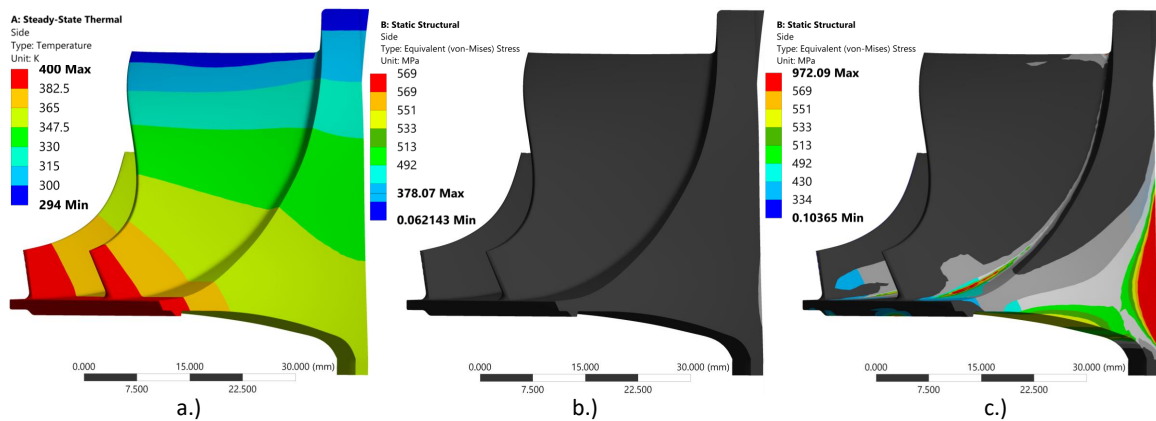 A: Steady-State Thermal
Side
Type: Temperature
Unit: K
400 Max
382.5
365
347.5
330
315
300
294 Min
0.000
15.000
30.000 (mm)
7.500
22.500
a.)
B: Static Structural
Side
Type: Equivalent (von-Mises) Stress
Unit: MPa
569
569
551
533
492
378.07 Max
0.062143 Min
0.000
15.000
30.000 (mm)
7.500
22.500
b.)
B: Static Structural
Side
Type: Equivalent (von-Mises) Stress
Unit: MPa
972.09 Max
569
551
533
492
430
334
0.10365 Min
0.000
15.000
30.000 (mm)
7.500
22.500
c.)